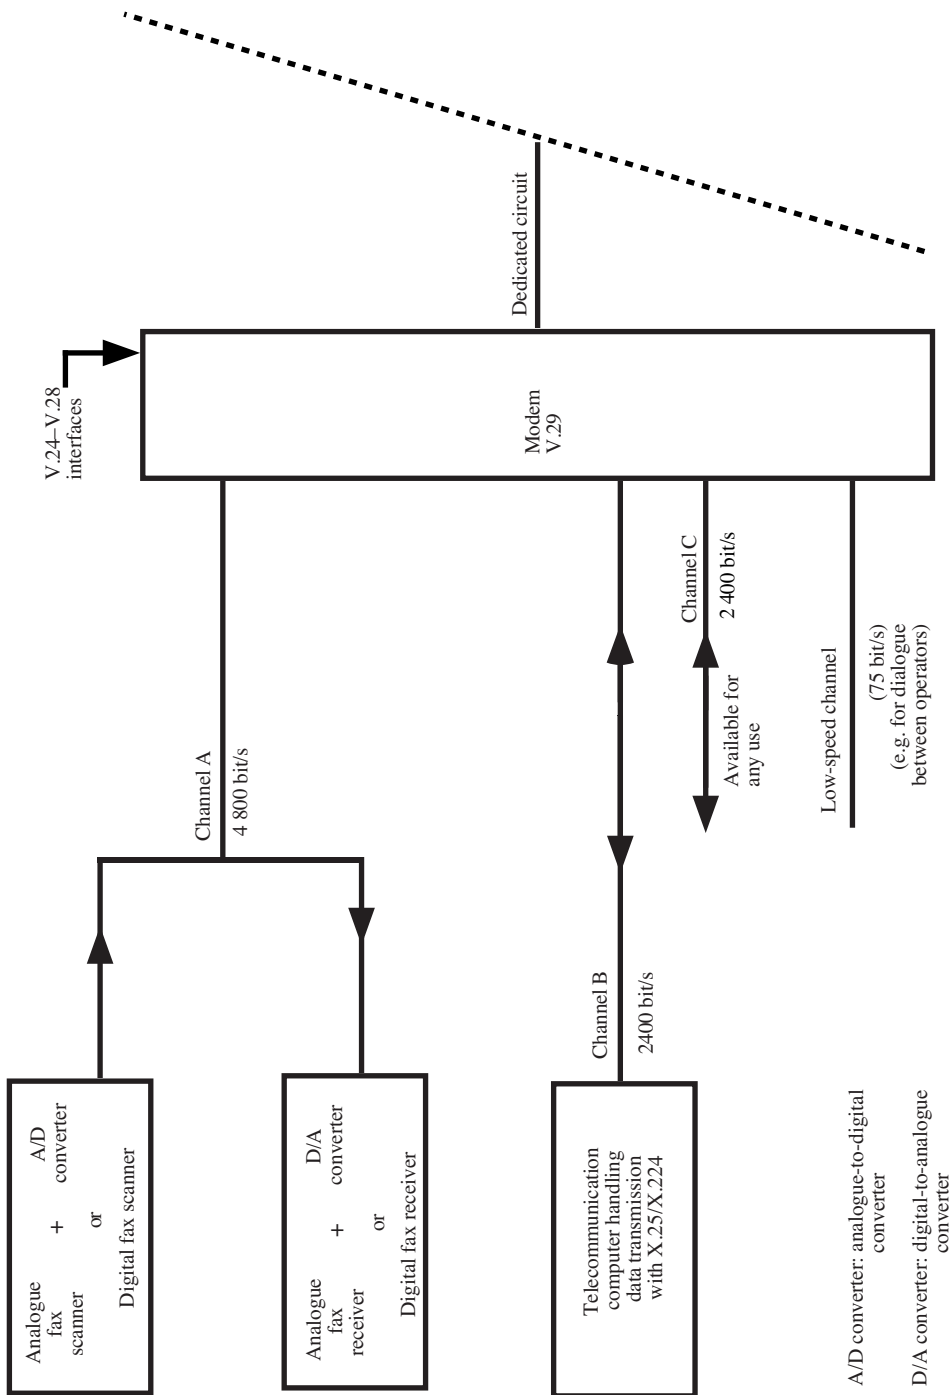 Analogue
fax
scanner
+
A/D
converter
or
Digital fax scanner
Analogue
fax
receiver
+
D/A
converter
or
Digital fax receiver
Telecommunication
computer handling
data transmission
with X.25/X.224
A/D converter: analogue-to-digital
converter
D/A converter: digital-to-analogue
converter
Channel A
4 800 bit/s
Channel B
2400 bit/s
Channel C
2 400 bit/s
Available for
any use
Low-speed channel
(75 bit/s)
(e.g. for dialogue
between operators)
V.24–V.28
interfaces
Modem
V.29
Dedicated circuit